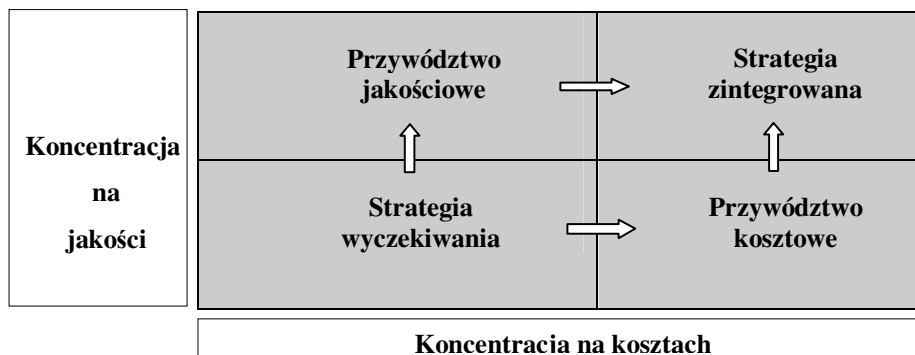 Przywództwo
jakościowe
Strategia
zintegrowana
Koncentracja
na
jakości
Strategia
wyczekiwania
Przywództwo
kosztowe
Koncentracja na kosztach